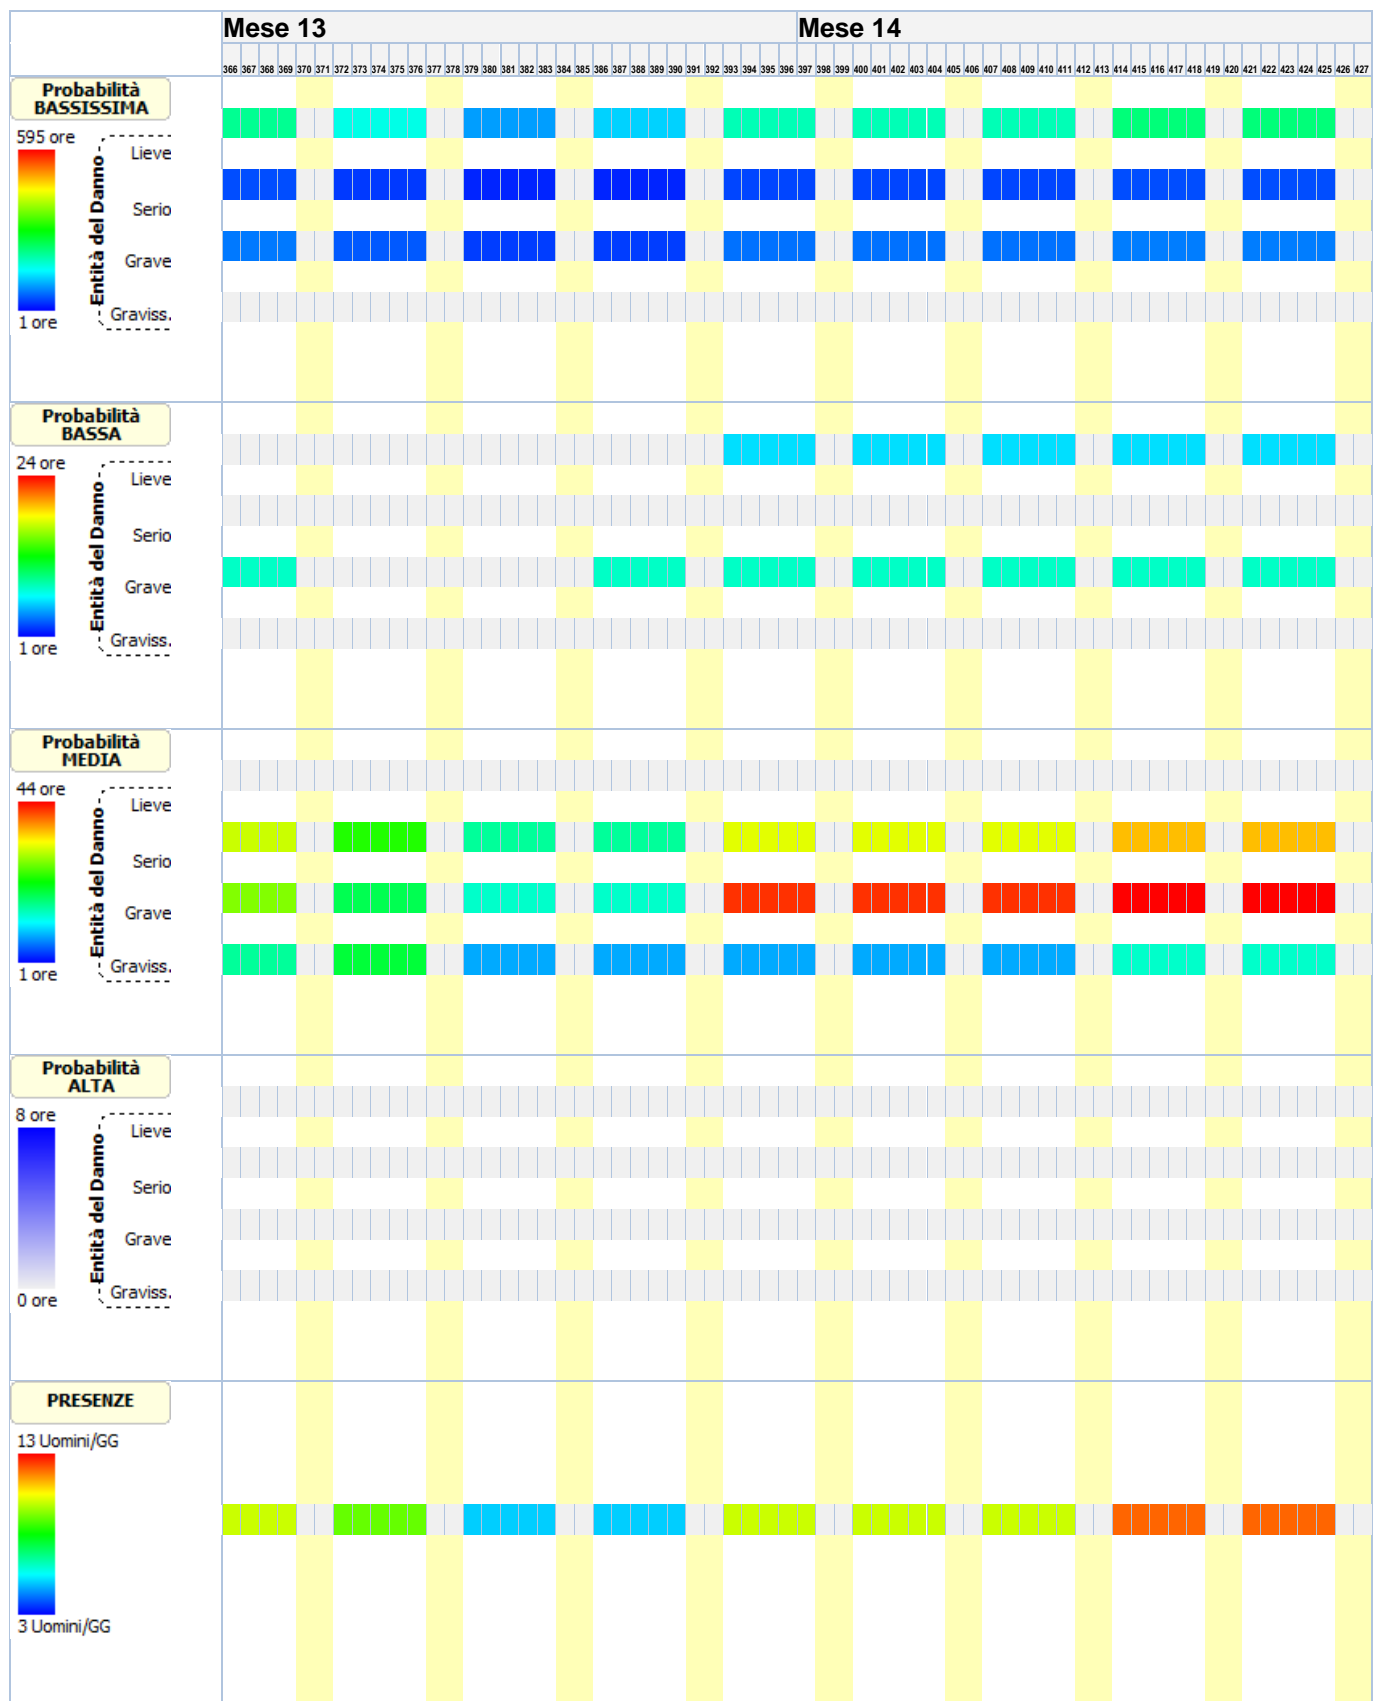 Mese 13 Mese 14
366 367 368 369 370 371 372 373 374 375 376 377 378 379 380 381 382 383 384 385 386 387 388 389 390 391 392 393 394 395 396 397 398 399 400 401 402 403 404 405 406 407 408 409 410 411 412 413 414 415 416 417 418 419 420 421 422 423 424 425 426 427
Probabilità
BASSISSIMA
595 ore
Entità del Danno
Lieve
Serio
Grave
Graviss.
1 ore
Probabilità
BASSA
24 ore
Entità del Danno
Lieve
Serio
Grave
Graviss.
1 ore
Probabilità
MEDIA
44 ore
Entità del Danno
Lieve
Serio
Grave
Graviss.
1 ore
Probabilità
ALTA
8 ore
Entità del Danno
Lieve
Serio
Grave
Graviss.
0 ore
PRESENZE
13 Uomini/GG
3 Uomini/GG